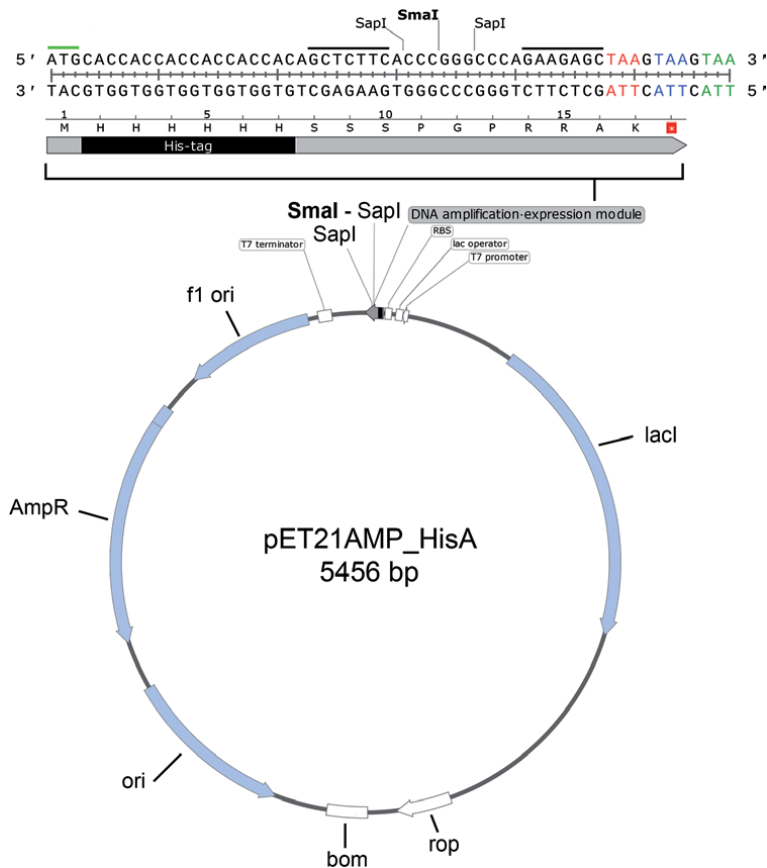 SapI SmaI SapI
5' ATGCACCACCACCACCACCACAGCTCTTCACCCGGGCCCAGAAGAGCTAAGTAAGTAA 3'
3' TACGTGGTGGTGGTGGTGGTGTCGAGAAGTGGGCCCGGGTCTTCTCGATTCATTCATT 5'
1 5 10 15
M H H H H H H S S S P G P R R A K *
His-tag
SmaI - SapI
DNA amplification-expression module
SapI
RBS
T7 terminator
lac operator
T7 promoter
f1 ori
lacI
AmpR
pET21AMP_HisA
5456 bp
ori
rop
bom